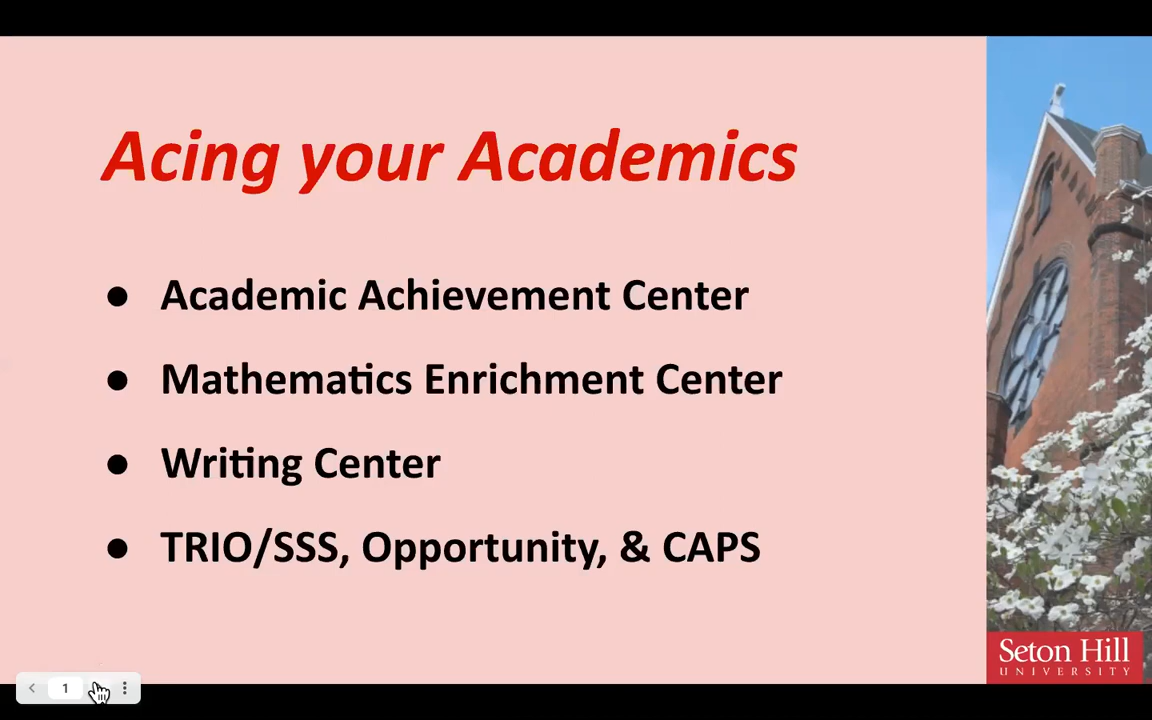 Acing your Academics
● Academic Achievement Center
● Mathematics Enrichment Center
● Writing Center
● TRIO/SSS, Opportunity, & CAPS
Seton Hill
UNIVERSITY
1